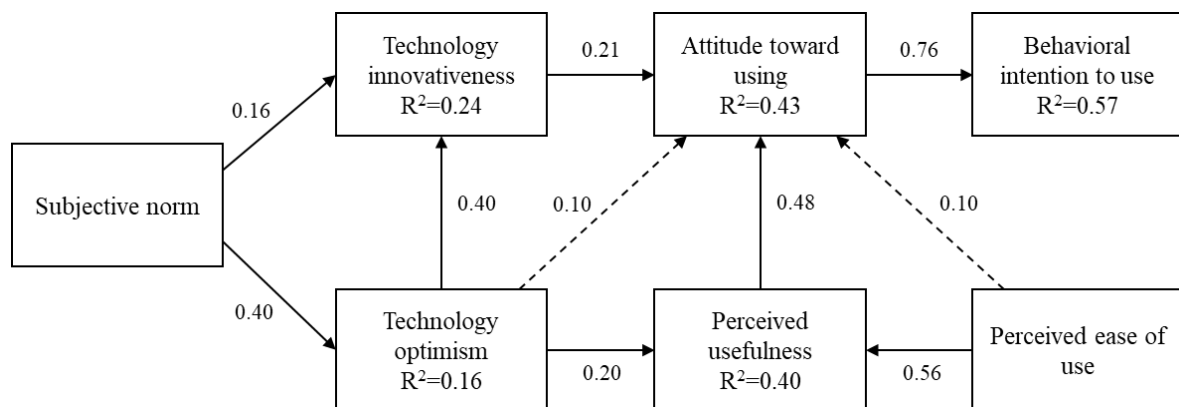 Technology
innovativeness
R²=0.24
0.21
Attitude toward
using
R²=0.43
0.76
Behavioral
intention to use
R²=0.57
0.16
Subjective norm
0.40
0.10
0.48
0.10
0.40
Technology
optimism
R²=0.16
0.20
Perceived
usefulness
R²=0.40
0.56
Perceived ease of
use